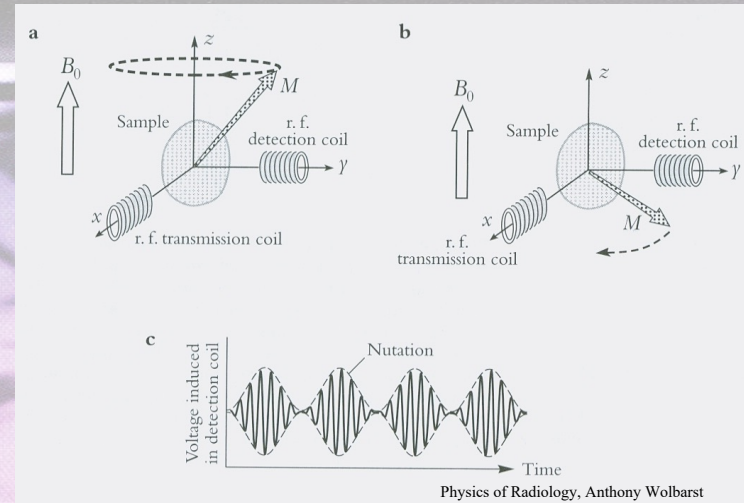 a
z
B₀
M
Sample
r. f.
detection coil
y
x
r. f. transmission coil
b
z
B₀
Sample
r. f.
detection coil
y
M
x
r. f.
transmission coil
c
Voltage induced
in detection coil
Nutation
Time
Physics of Radiology, Anthony Wolbarst